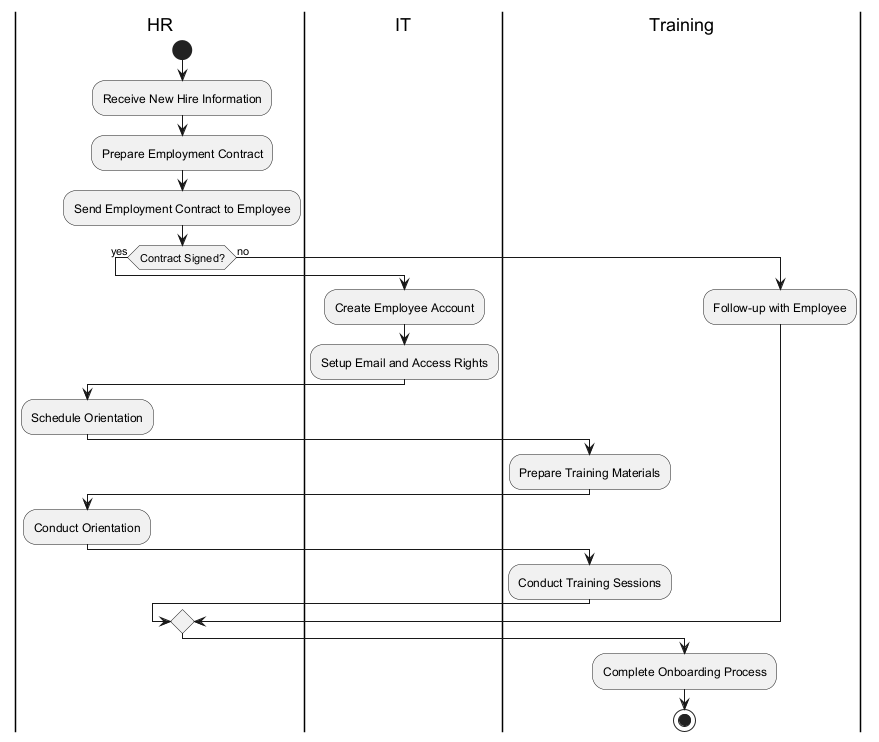 HR
IT
Training
Receive New Hire Information
Prepare Employment Contract
Send Employment Contract to Employee
yes
Contract Signed?
no
Create Employee Account
Follow-up with Employee
Setup Email and Access Rights
Schedule Orientation
Prepare Training Materials
Conduct Orientation
Conduct Training Sessions
Complete Onboarding Process